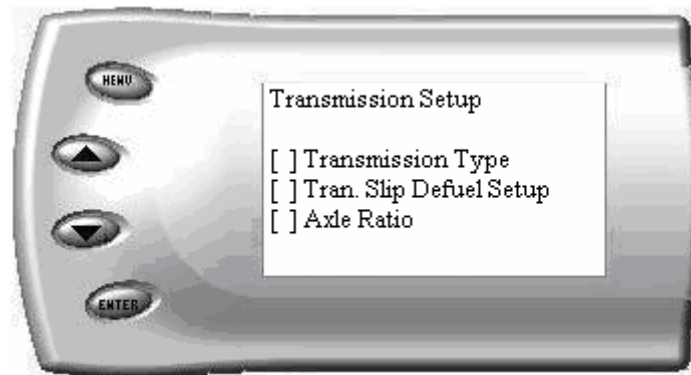 MENU
Transmission Setup
[ ] Transmission Type
[ ] Tran. Slip Defuel Setup
[ ] Axle Ratio
ENTER